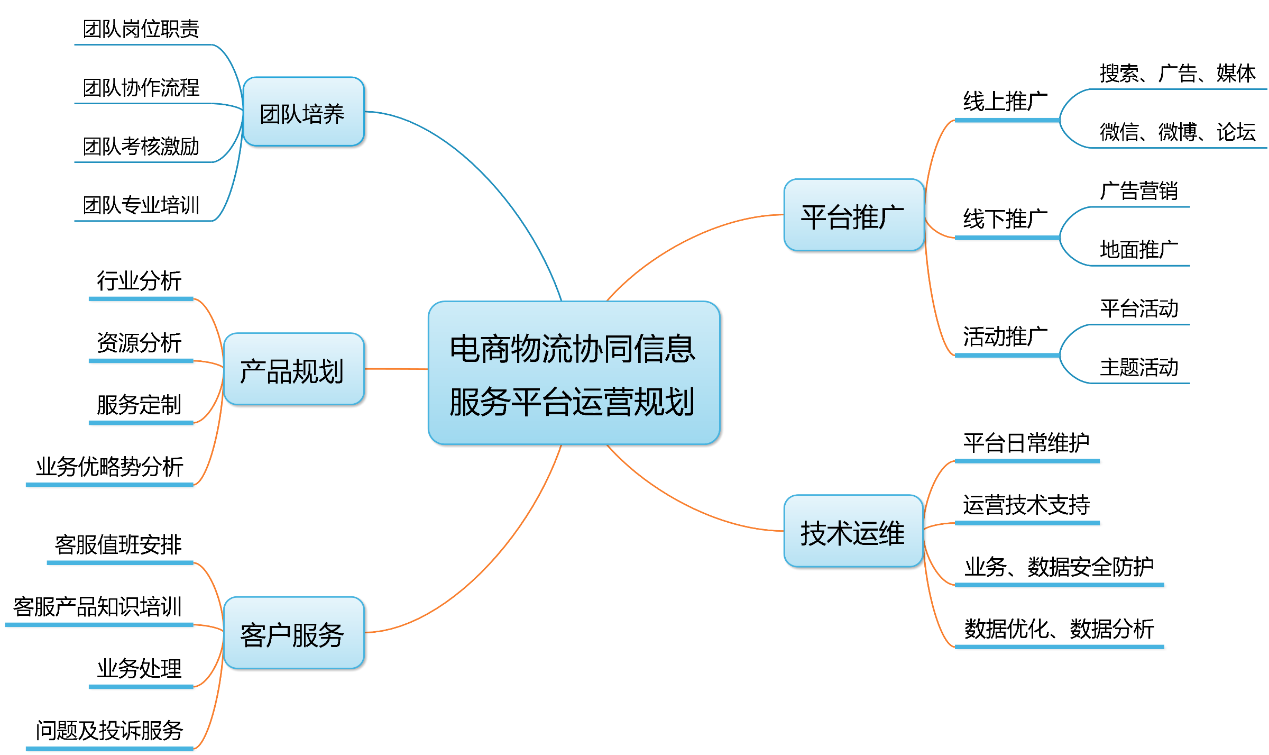 电商物流协同信息
服务平台运营规划
团队培养
团队岗位职责
团队协作流程
团队考核激励
团队专业培训
产品规划
行业分析
资源分析
服务定制
业务优略势分析
客户服务
客服值班安排
客服产品知识培训
业务处理
问题及投诉服务
平台推广
线上推广
搜索、广告、媒体
微信、微博、论坛
线下推广
广告营销
地面推广
活动推广
平台活动
主题活动
技术运维
平台日常维护
运营技术支持
业务、数据安全防护
数据优化、数据分析